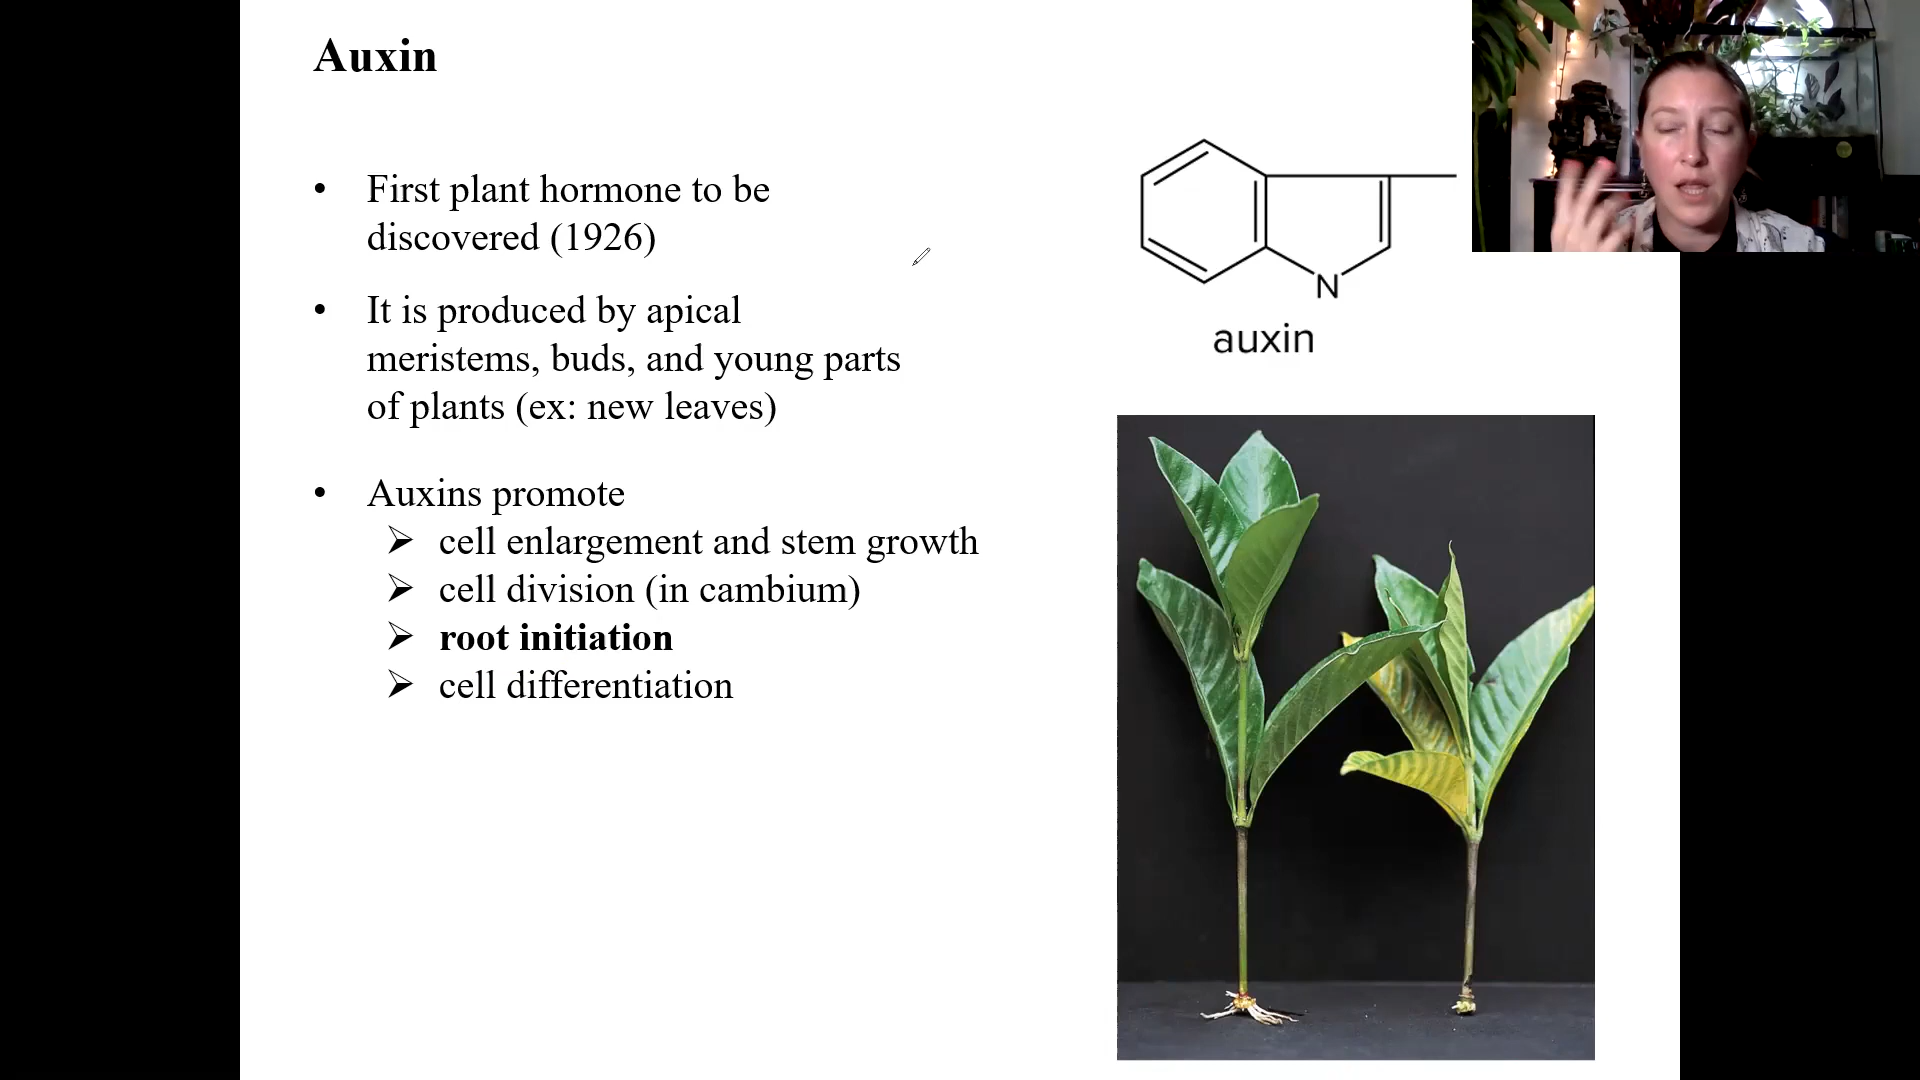 Auxin
• First plant hormone to be
discovered (1926)
• It is produced by apical
meristems, buds, and young parts
of plants (ex: new leaves)
• Auxins promote
➢ cell enlargement and stem growth
➢ cell division (in cambium)
➢ root initiation
➢ cell differentiation
N
auxin